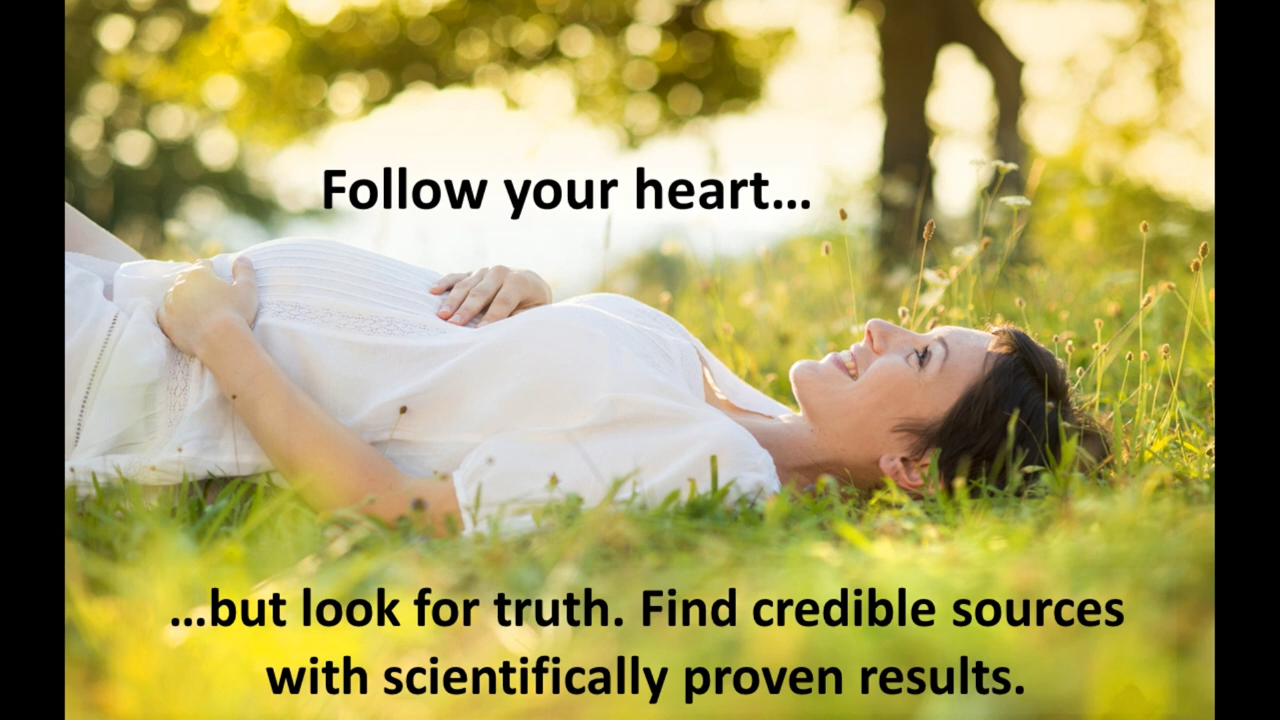 Follow your heart…
…but look for truth. Find credible sources
with scientifically proven results.